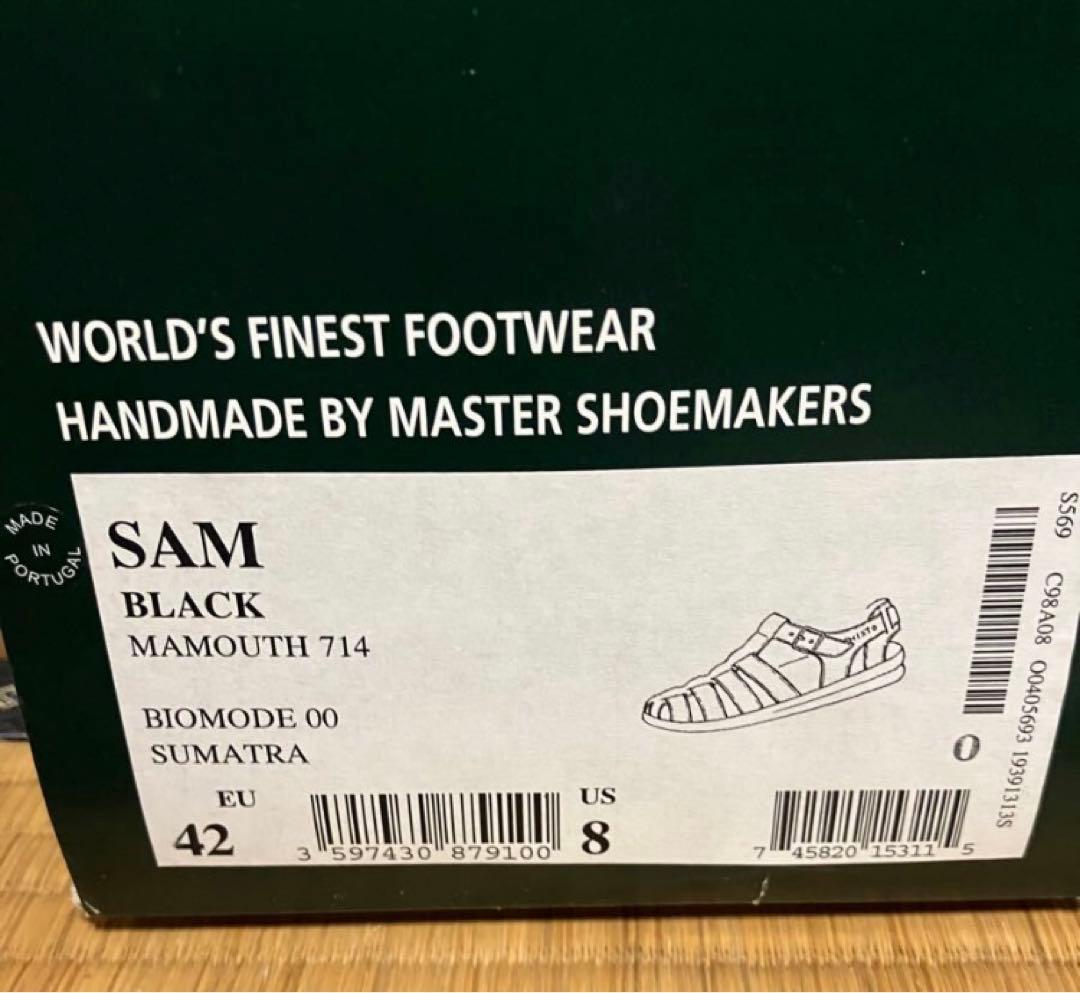 WORLD'S FINEST FOOTWEAR
HANDMADE BY MASTER SHOEMAKERS
MADE IN PORTUGAL
SAM
BLACK
MAMOUTH 714
BIOMODE 00
SUMATRA
EU
42
3 597430 879100
US
8
7 45820 15311 5
0
S569 C98A08 00405693 19391313S